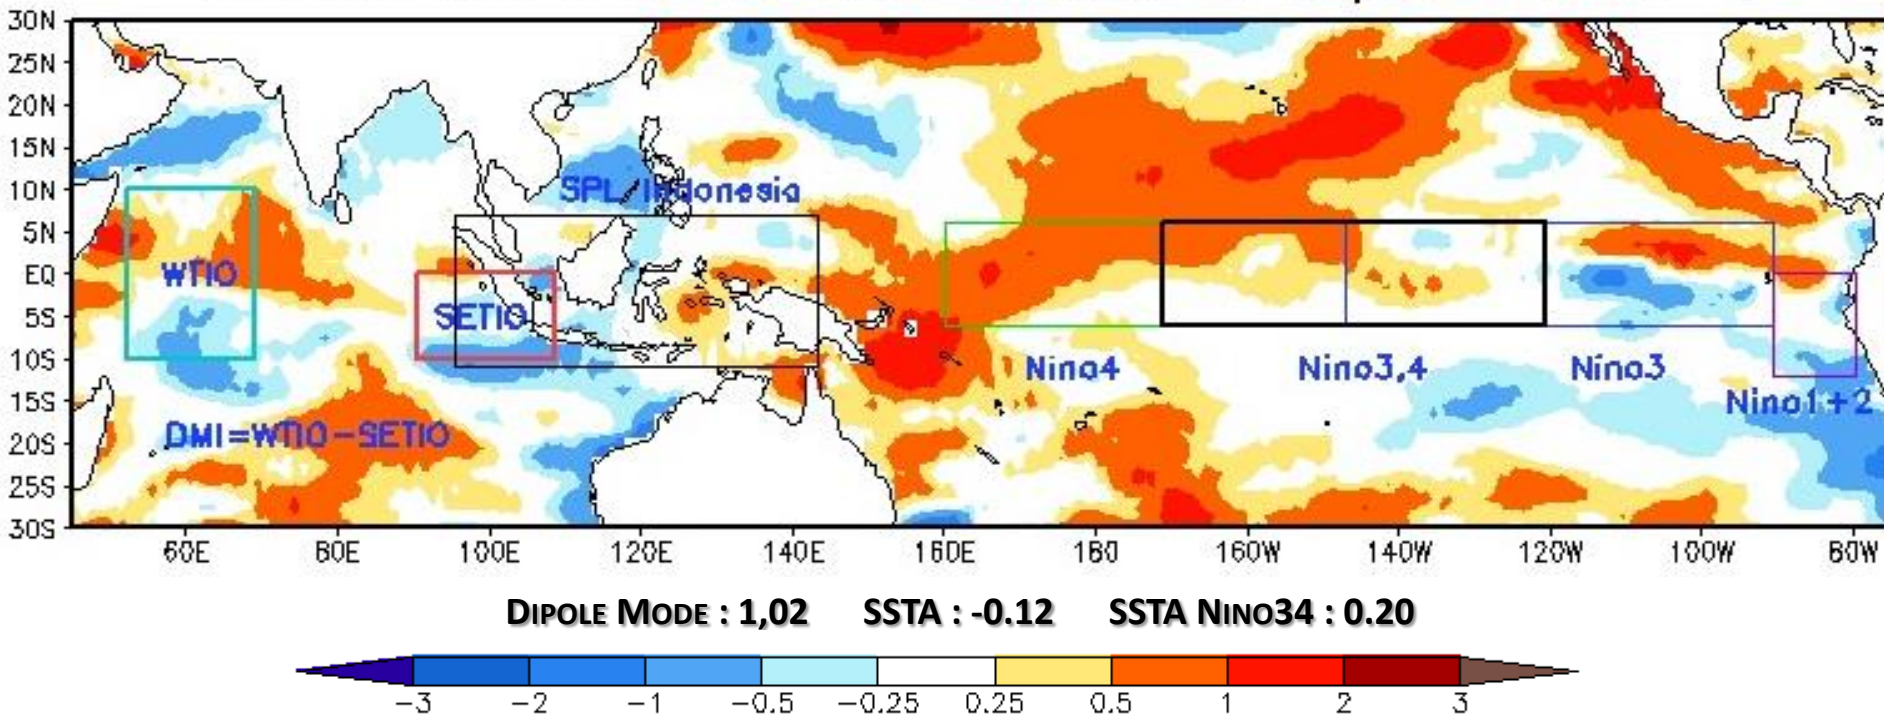 30N
25N
20N
15N
10N
5N
EQ
5S
10S
15S
20S
25S
30S
SPL Indonesia
WTIO
SETIO
Nino4
Nino3,4
Nino3
Nino1+2
DMI=WTIO-SETIO
60E 80E 100E 120E 140E 160E 180 160W 140W 120W 100W 80W
DIPOLE MODE : 1,02 SSTA : -0.12 SSTA NINO34 : 0.20
-3 -2 -1 -0.5 -0.25 0.25 0.5 1 2 3